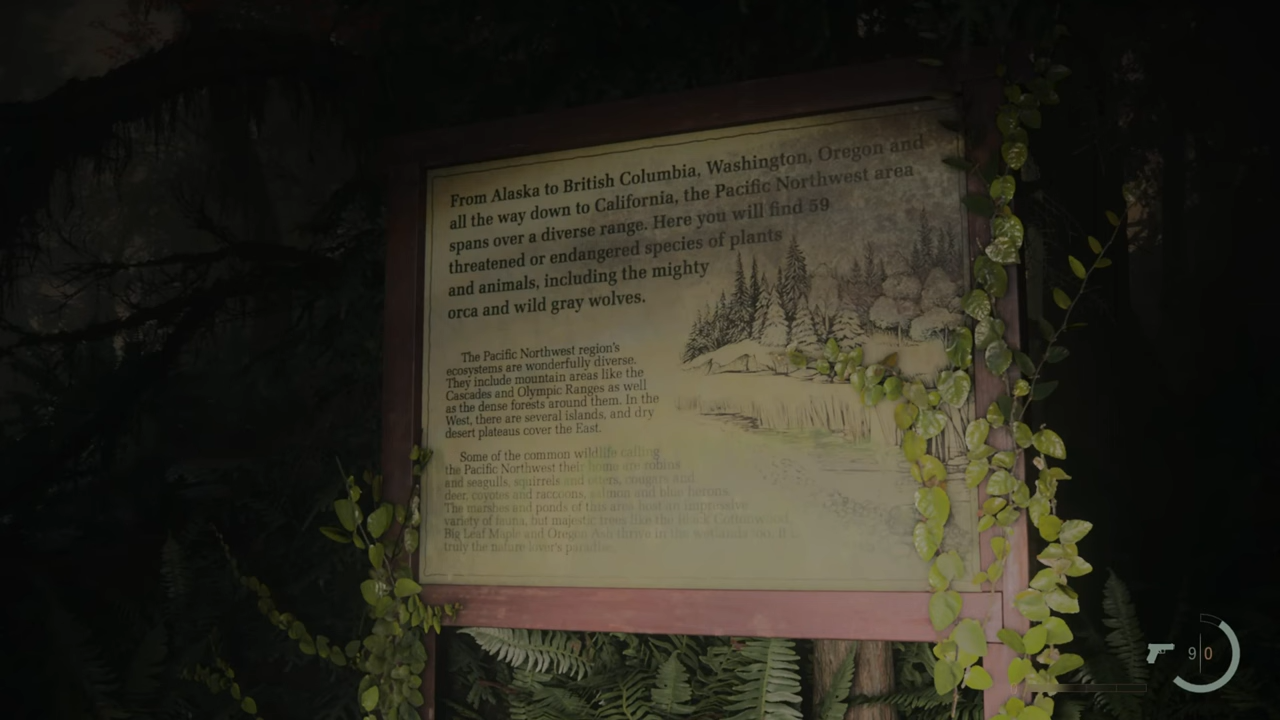 From Alaska to British Columbia, Washington, Oregon and
all the way down to California, the Pacific Northwest area
spans over a diverse range. Here you will find 59
threatened or endangered species of plants
and animals, including the mighty
orca and wild gray wolves.
The Pacific Northwest region's
ecosystems are wonderfully diverse.
They include mountain areas like the
Cascades and Olympic Ranges as well
as the dense forests around them. In the
West, there are several islands, and dry
desert plateaus cover the East.
Some of the common wildlife calling
the Pacific Northwest their home are robins
and seagulls, squirrels and otters, cougars and
deer, coyotes and raccoons, salmon and blue herons.
The marshes and ponds of this area host an impressive
variety of fauna, but majestic trees like the Black Cottonwood,
Big Leaf Maple and Oregon Ash thrive in the wetlands too. It is
truly the nature lover's paradise.
9 0